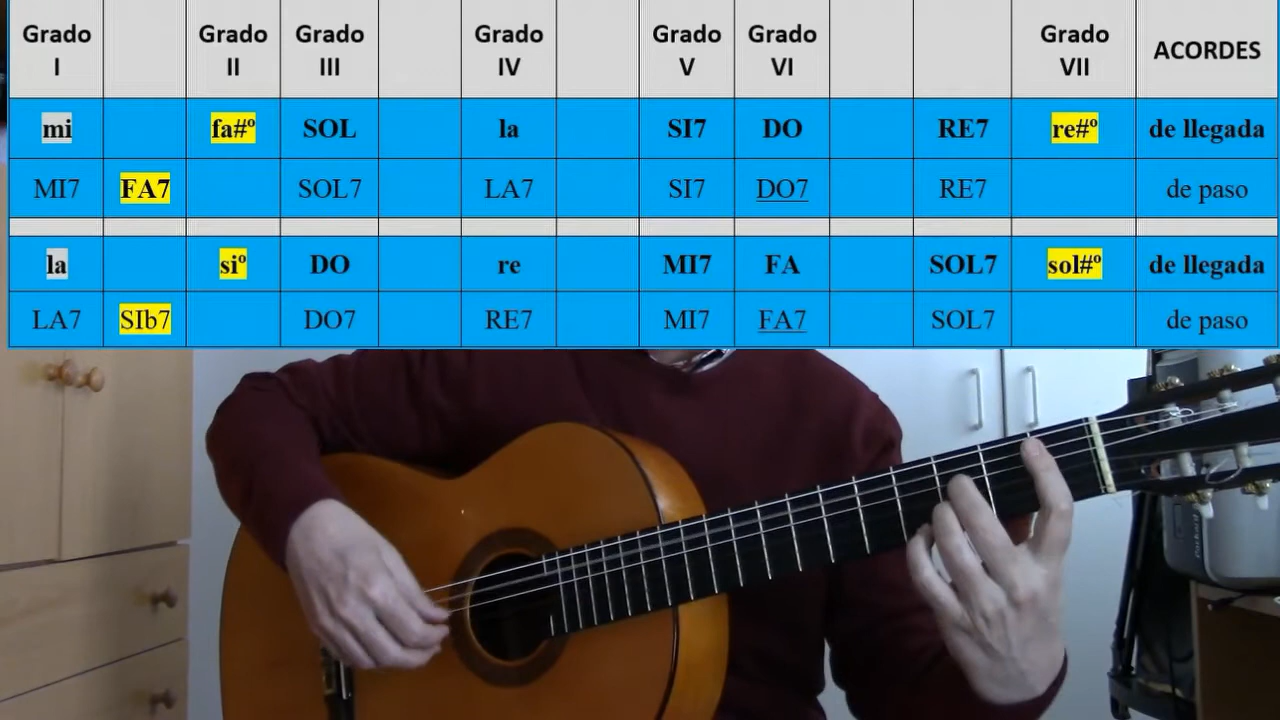 Grado I Grado II Grado III Grado IV Grado V Grado VI Grado VII ACORDES
mi fa#º SOL la SI7 DO RE7 re#º de llegada
MI7 FA7 SOL7 LA7 SI7 DO7 RE7 de paso
la siº DO re MI7 FA SOL7 sol#º de llegada
LA7 SIb7 DO7 RE7 MI7 FA7 SOL7 de paso